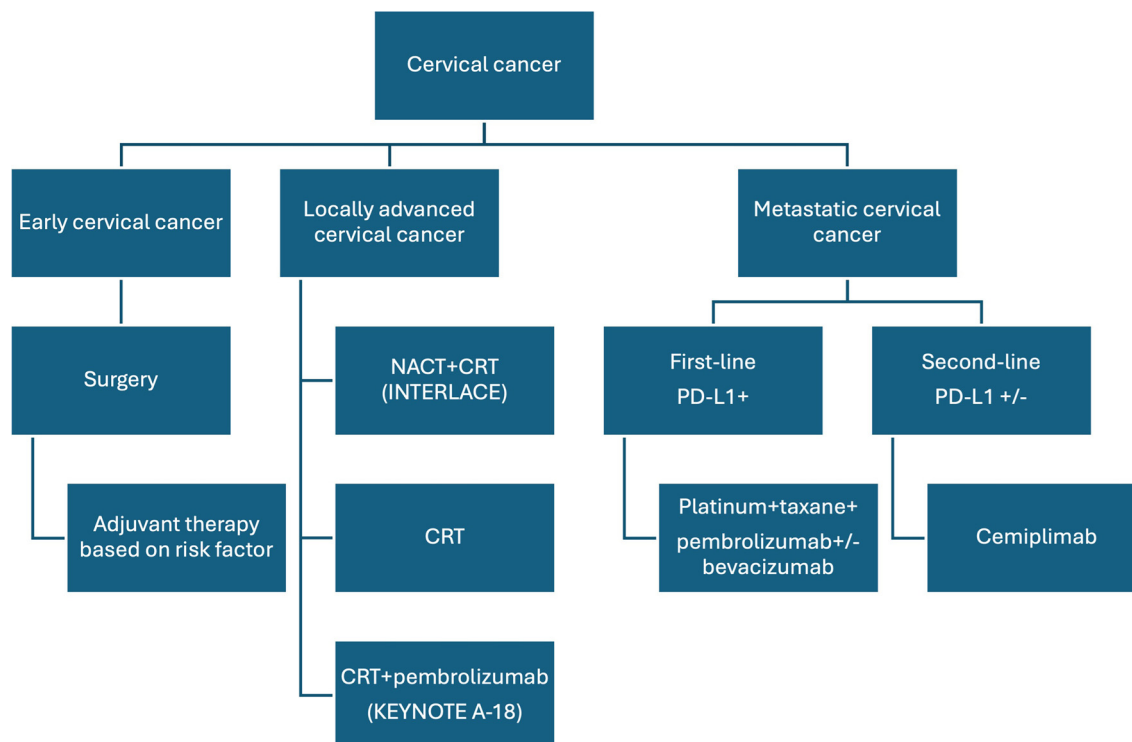 Cervical cancer
Early cervical cancer
Locally advanced
cervical cancer
Metastatic cervical
cancer
Surgery
NACT+CRT
(INTERLACE)
First-line
PD-L1+
Second-line
PD-L1 +/-
Adjuvant therapy
based on risk factor
CRT
Platinum+taxane+
pembrolizumab+/-
bevacizumab
Cemiplimab
CRT+pembrolizumab
(KEYNOTE A-18)